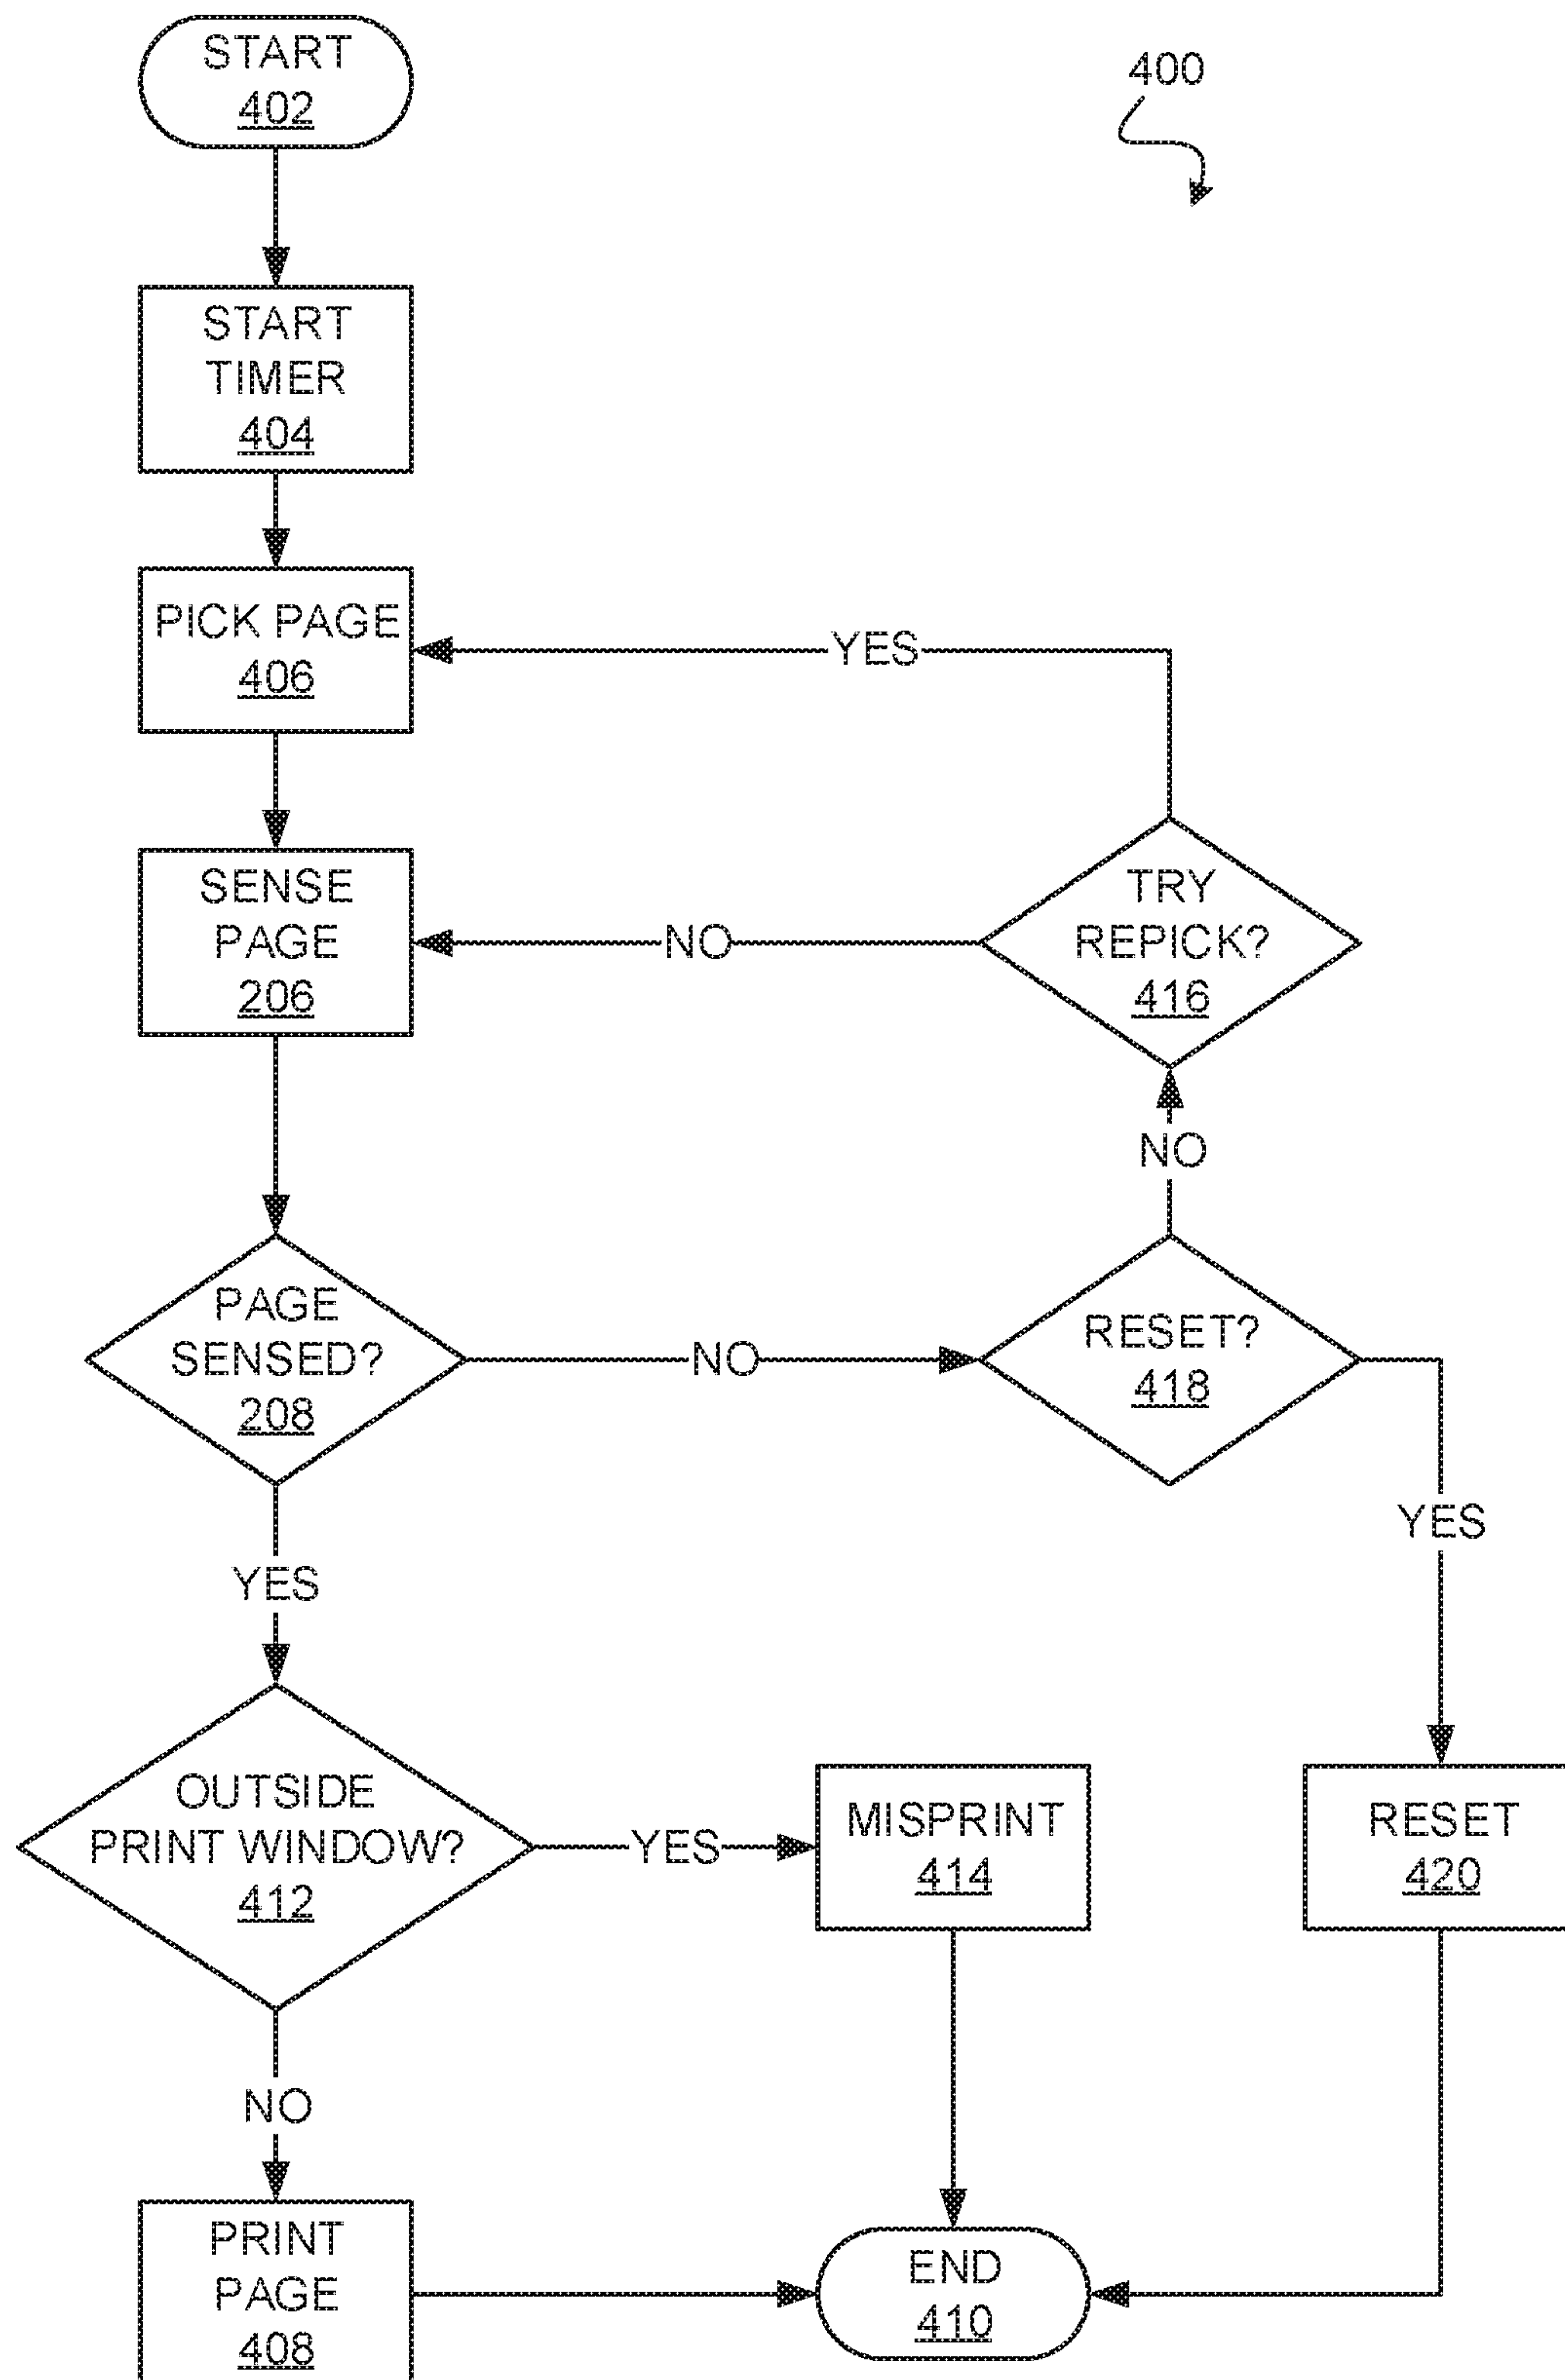 START
402
400
START
TIMER
404
PICK PAGE
406
YES
SENSE
PAGE
206
NO
TRY
REPICK?
416
NO
PAGE
SENSED?
208
NO
RESET?
418
YES
YES
OUTSIDE
PRINT WINDOW?
412
YES
MISPRINT
414
RESET
420
NO
PRINT
PAGE
408
END
410